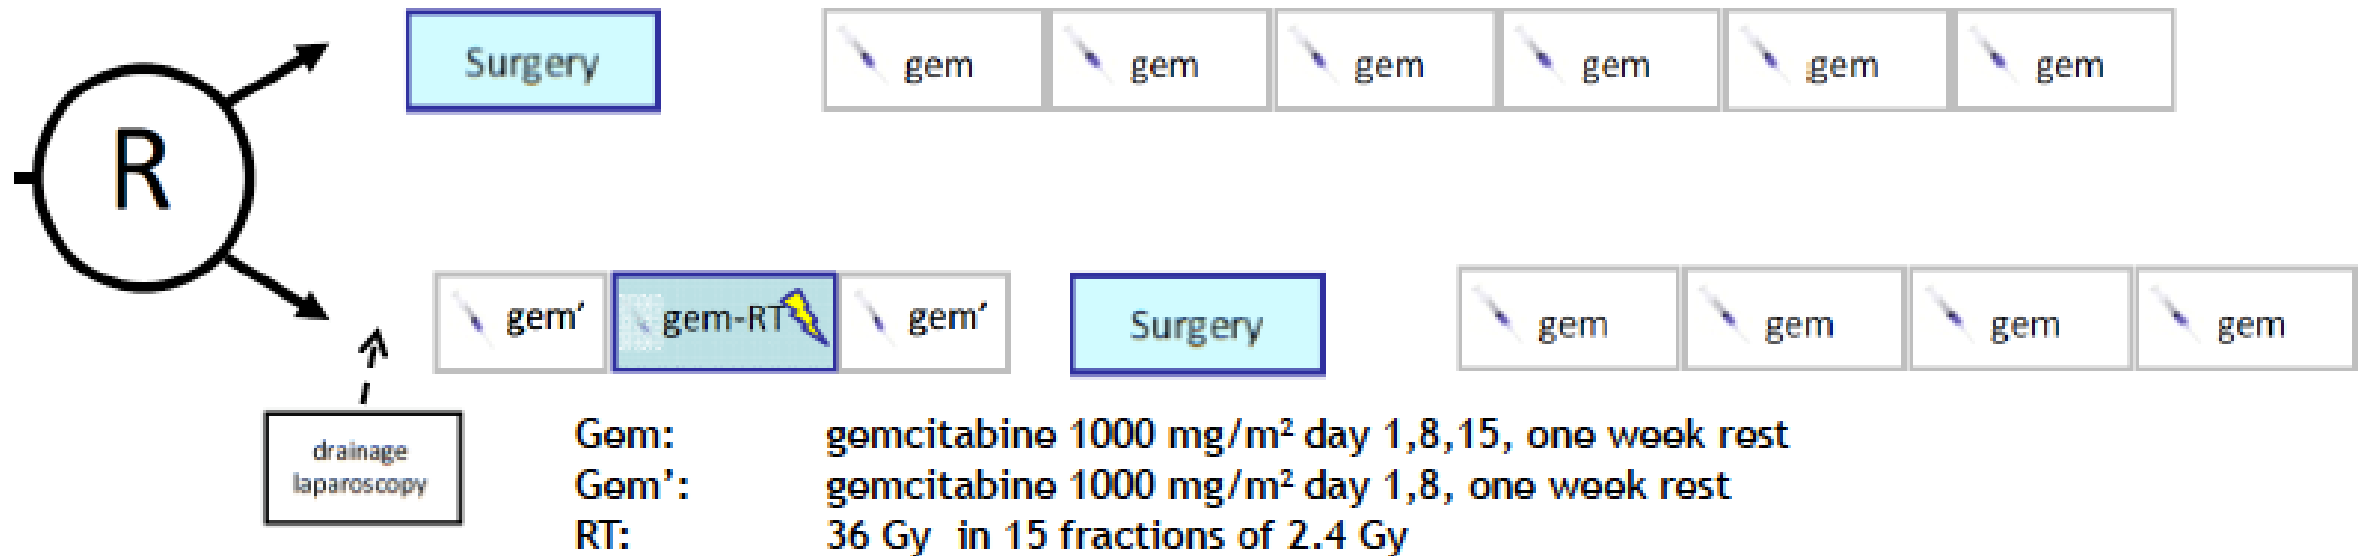 R
Surgery
gem gem gem gem gem gem
gem’ gem-RT gem’
Surgery
gem gem gem gem
drainage
laparoscopy
Gem: gemcitabine 1000 mg/m² day 1,8,15, one week rest
Gem’: gemcitabine 1000 mg/m² day 1,8, one week rest
RT: 36 Gy in 15 fractions of 2.4 Gy